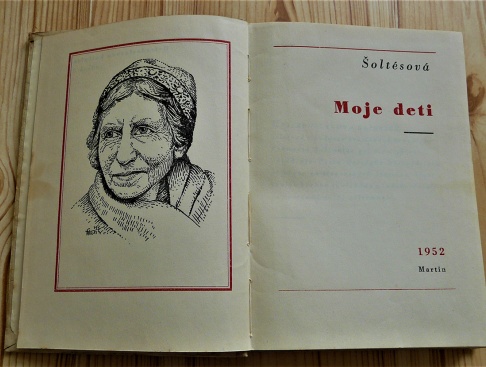 Šoltésová
Moje deti
1952
Martin